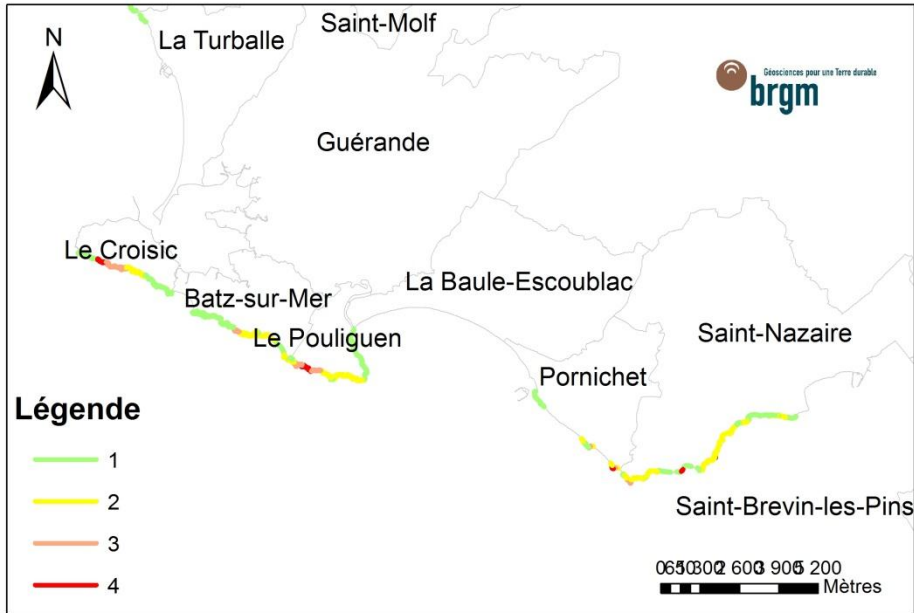 N
La Turballe
Saint-Molf
Géosciences pour une Terre durable
brgm
Guérande
Le Croisic
La Baule-Escoublac
Batz-sur-Mer
Le Pouliguen
Saint-Nazaire
Pornichet
Légende
1
2
3
4
Saint-Brevin-les-Pins
Mètres